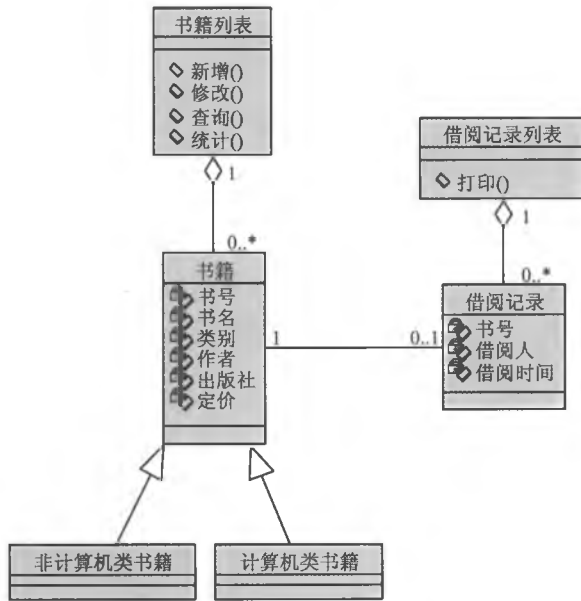 书籍列表
新增()
修改()
查询()
统计()
借阅记录列表
打印()
1
1
0..*
0..*
书籍
书号
书名
类别
作者
出版社
定价
借阅记录
书号
借阅人
借阅时间
1
0..1
非计算机类书籍
计算机类书籍